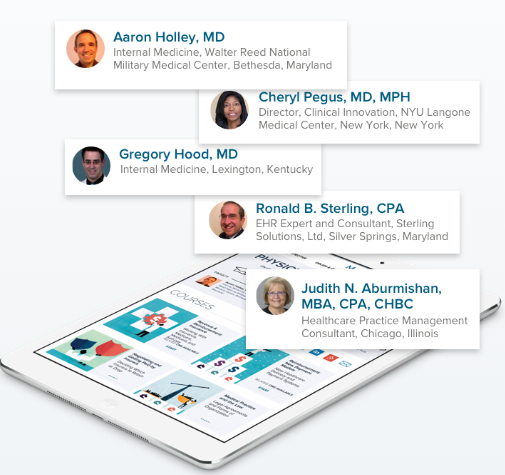 Aaron Holley, MD
Internal Medicine, Walter Reed National
Military Medical Center, Bethesda, Maryland
Cheryl Pegus, MD, MPH
Director, Clinical Innovation, NYU Langone
Medical Center, New York, New York
Gregory Hood, MD
Internal Medicine, Lexington, Kentucky
Ronald B. Sterling, CPA
EHR Expert and Consultant, Sterling
Solutions, Ltd, Silver Springs, Maryland
Judith N. Aburmishan,
MBA, CPA, CHBC
Healthcare Practice Management
Consultant, Chicago, Illinois
COURSES